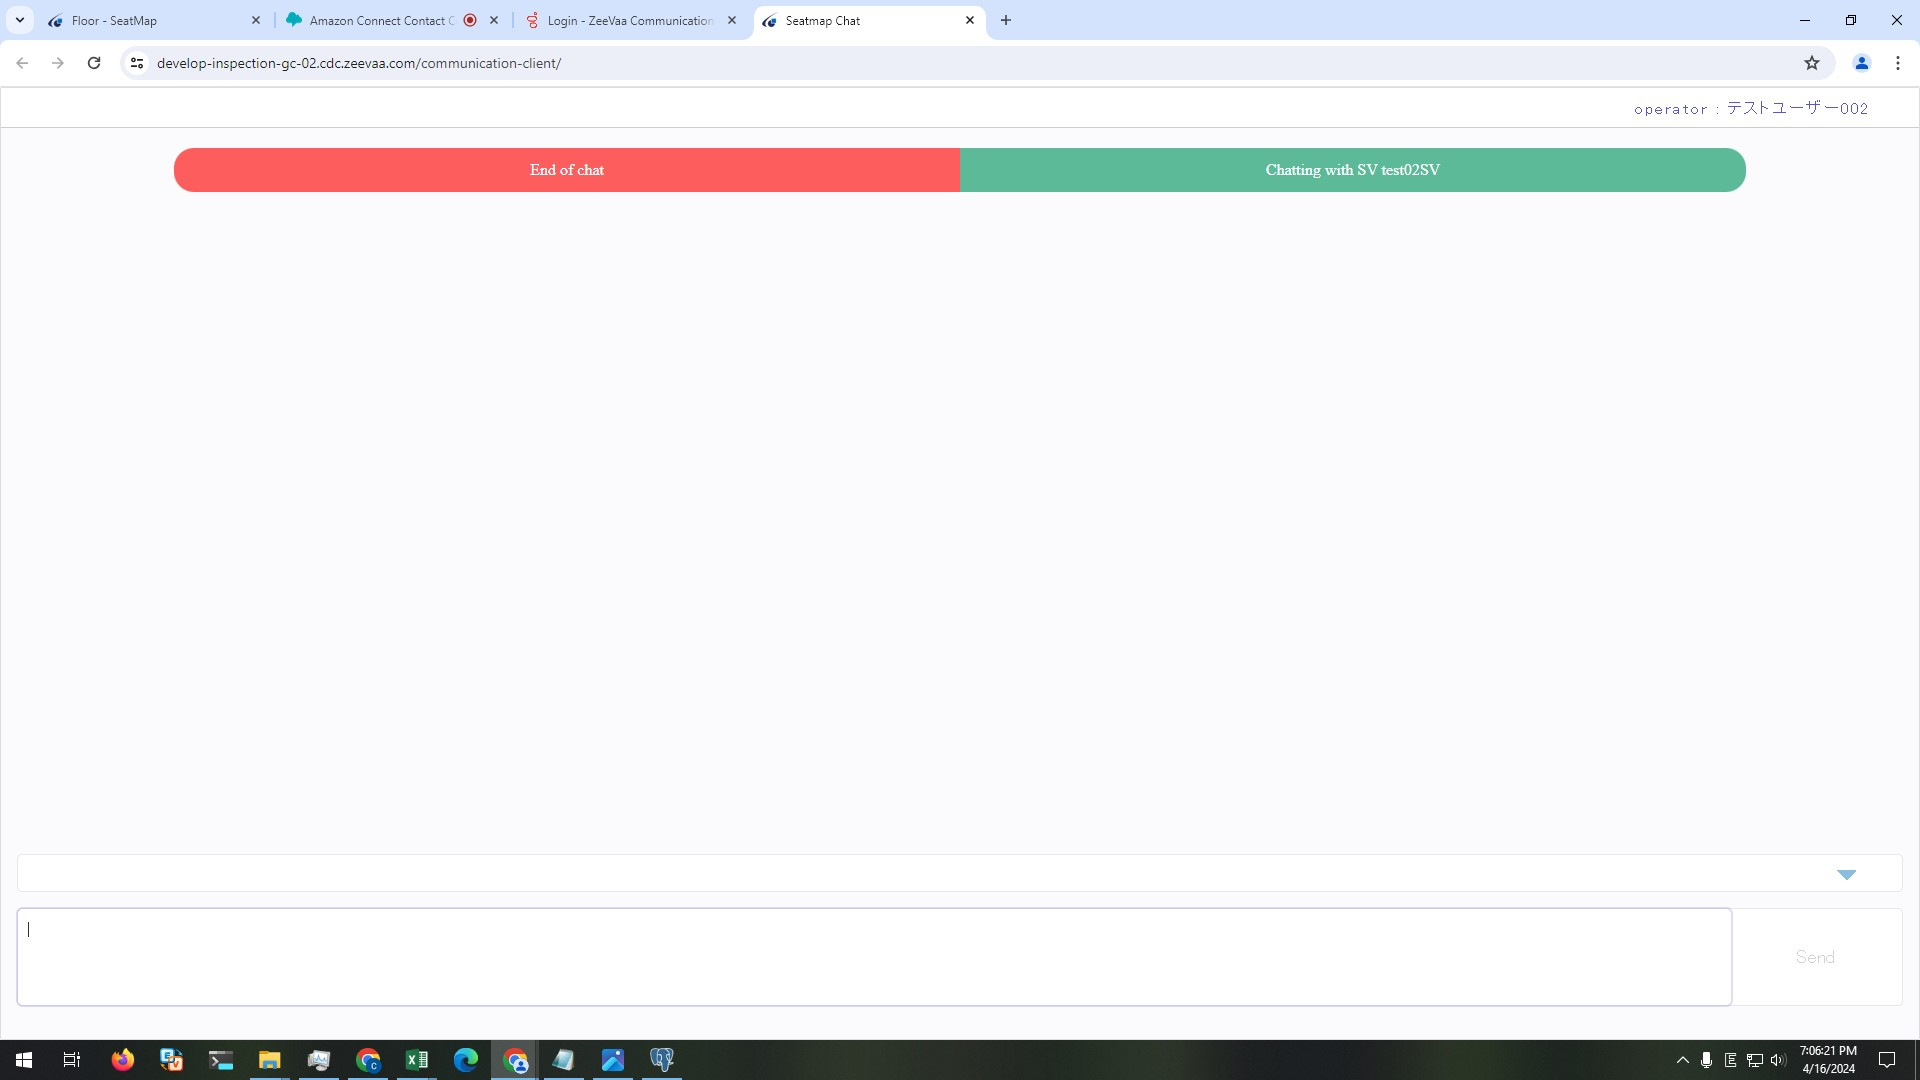 Floor - SeatMap
Amazon Connect Contact C
Login - ZeeVaa Communication
Seatmap Chat
develop-inspection-gc-02.cdc.zeevaa.com/communication-client/
operator : テストユーザー002
End of chat
Chatting with SV test02SV
Send
7:06:21 PM
4/16/2024